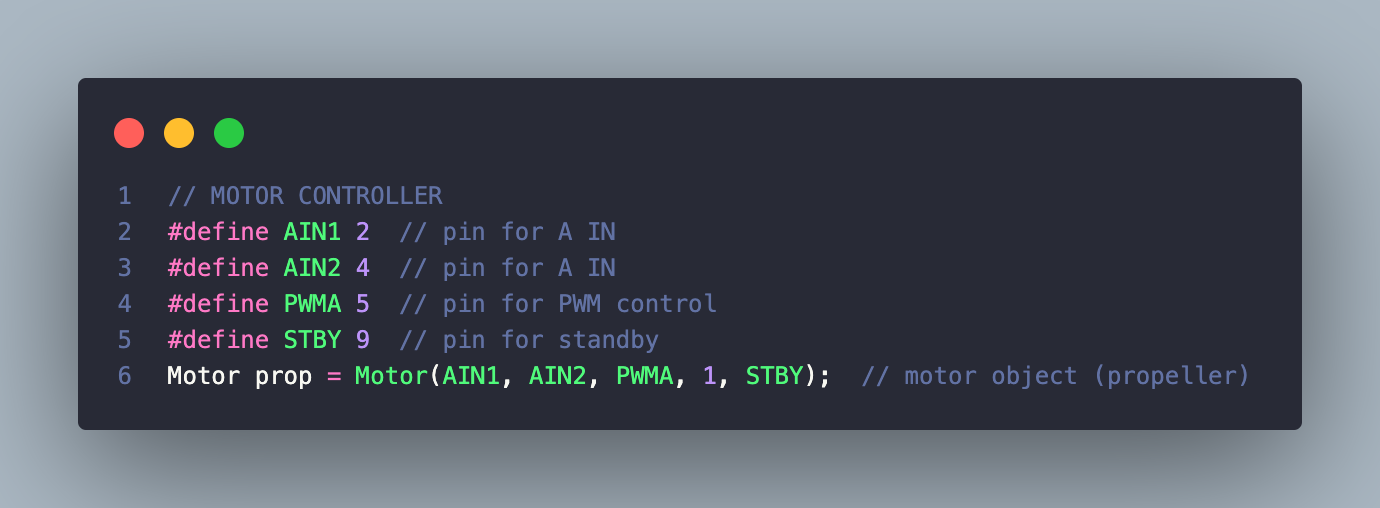 1 // MOTOR CONTROLLER
2 #define AIN1 2  // pin for A IN
3 #define AIN2 4  // pin for A IN
4 #define PWMA 5  // pin for PWM control
5 #define STBY 9  // pin for standby
6 Motor prop = Motor(AIN1, AIN2, PWMA, 1, STBY);  // motor object (propeller)